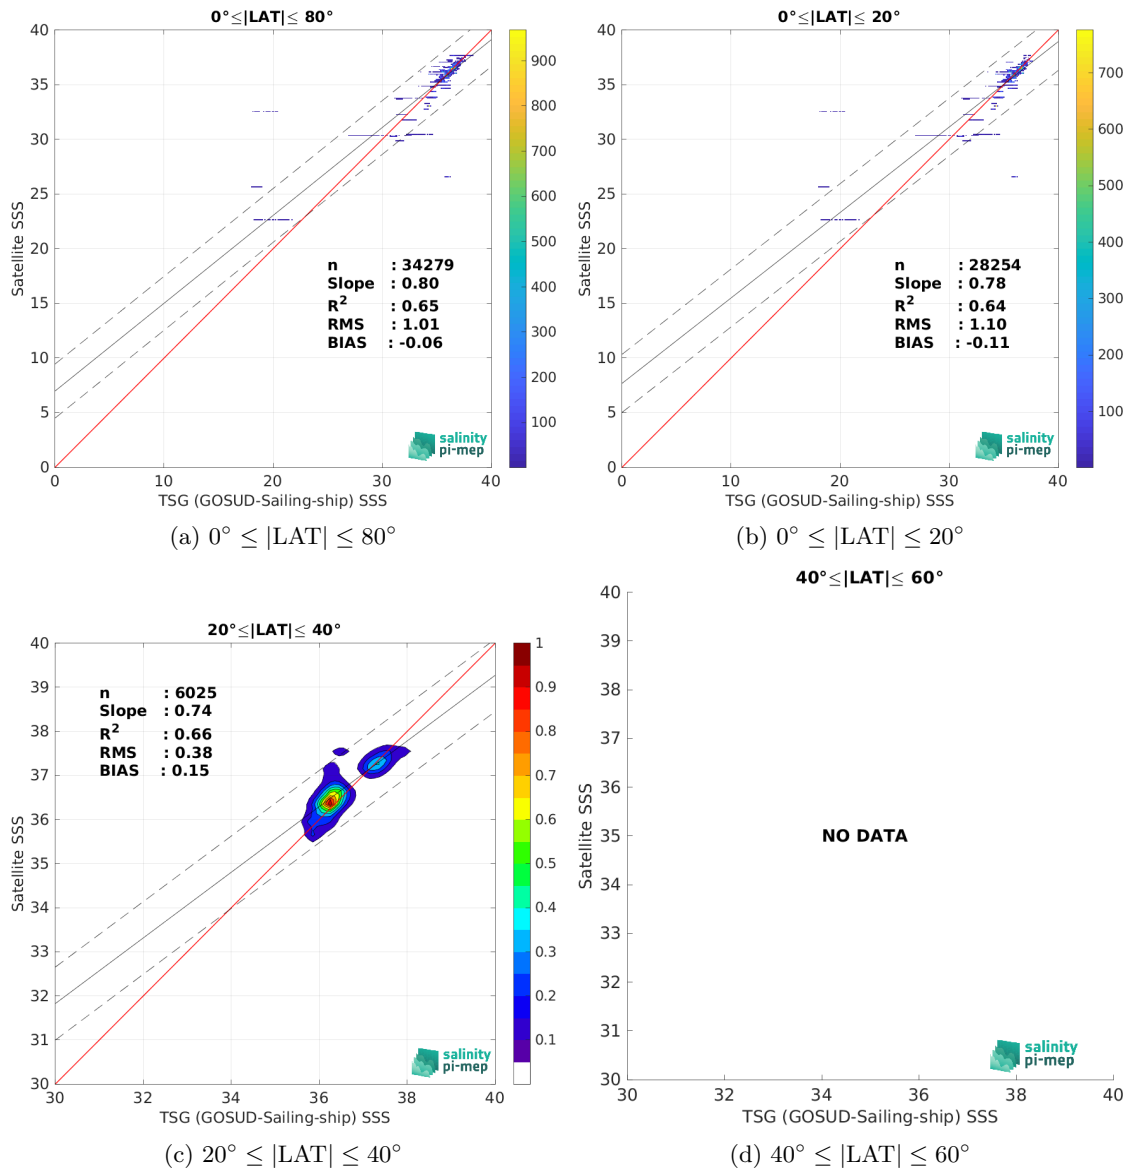 0°≤|LAT|≤ 80°
40
35
30
25
20
15
10
5
0
0
10
20
30
40
Satellite SSS
TSG (GOSUD-Sailing-ship) SSS
n : 34279
Slope : 0.80
R2 : 0.65
RMS : 1.01
BIAS : -0.06
salinity
pi-mep
900
800
700
600
500
400
300
200
100
(a) 0° ≤ |LAT| ≤ 80°
0°≤|LAT|≤ 20°
40
35
30
25
20
15
10
5
0
0
10
20
30
40
Satellite SSS
TSG (GOSUD-Sailing-ship) SSS
n : 28254
Slope : 0.78
R2 : 0.64
RMS : 1.10
BIAS : -0.11
salinity
pi-mep
700
600
500
400
300
200
100
(b) 0° ≤ |LAT| ≤ 20°
20°≤|LAT|≤ 40°
40
39
38
37
36
35
34
33
32
31
30
30
32
34
36
38
40
Satellite SSS
TSG (GOSUD-Sailing-ship) SSS
n : 6025
Slope : 0.74
R2 : 0.66
RMS : 0.38
BIAS : 0.15
salinity
pi-mep
1
0.9
0.8
0.7
0.6
0.5
0.4
0.3
0.2
0.1
(c) 20° ≤ |LAT| ≤ 40°
40°≤|LAT|≤ 60°
40
39
38
37
36
35
34
33
32
31
30
30
32
34
36
38
40
Satellite SSS
TSG (GOSUD-Sailing-ship) SSS
NO DATA
salinity
pi-mep
(d) 40° ≤ |LAT| ≤ 60°